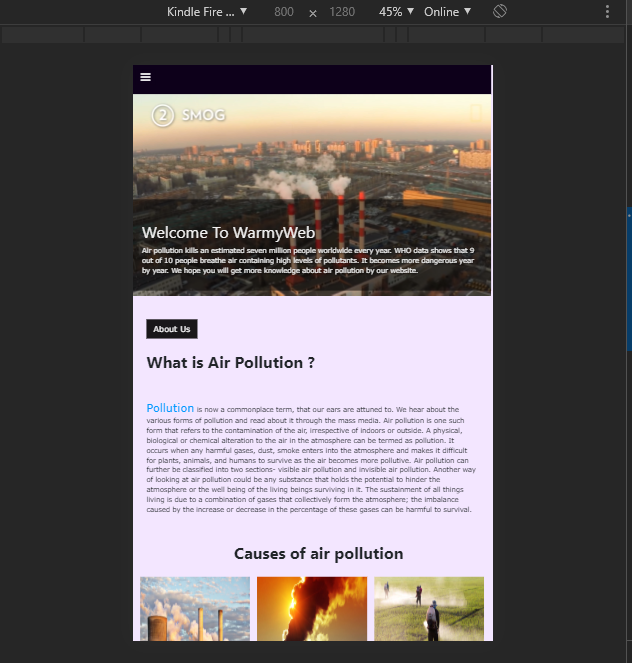 Kindle Fire ... ▼ 800 × 1280 45% ▼ Online ▼
2 SMOG
Welcome To WarmyWeb
Air pollution kills an estimated seven million people worldwide every year. WHO data shows that 9
out of 10 people breathe air containing high levels of pollutants. It becomes more dangerous year
by year. We hope you will get more knowledge about air pollution by our website.
About Us
What is Air Pollution ?
Pollution is now a commonplace term, that our ears are attuned to. We hear about the
various forms of pollution and read about it through the mass media. Air pollution is one such
form that refers to the contamination of the air, irrespective of indoors or outside. A physical,
biological or chemical alteration to the air in the atmosphere can be termed as pollution. It
occurs when any harmful gases, dust, smoke enters into the atmosphere and makes it difficult
for plants, animals, and humans to survive as the air becomes more pollutive. Air pollution can
further be classified into two sections- visible air pollution and invisible air pollution. Another way
of looking at air pollution could be any substance that holds the potential to hinder the
atmosphere or the well being of the living beings surviving in it. The sustainment of all things
living is due to a combination of gases that collectively form the atmosphere; the imbalance
caused by the increase or decrease in the percentage of these gases can be harmful to survival.
Causes of air pollution